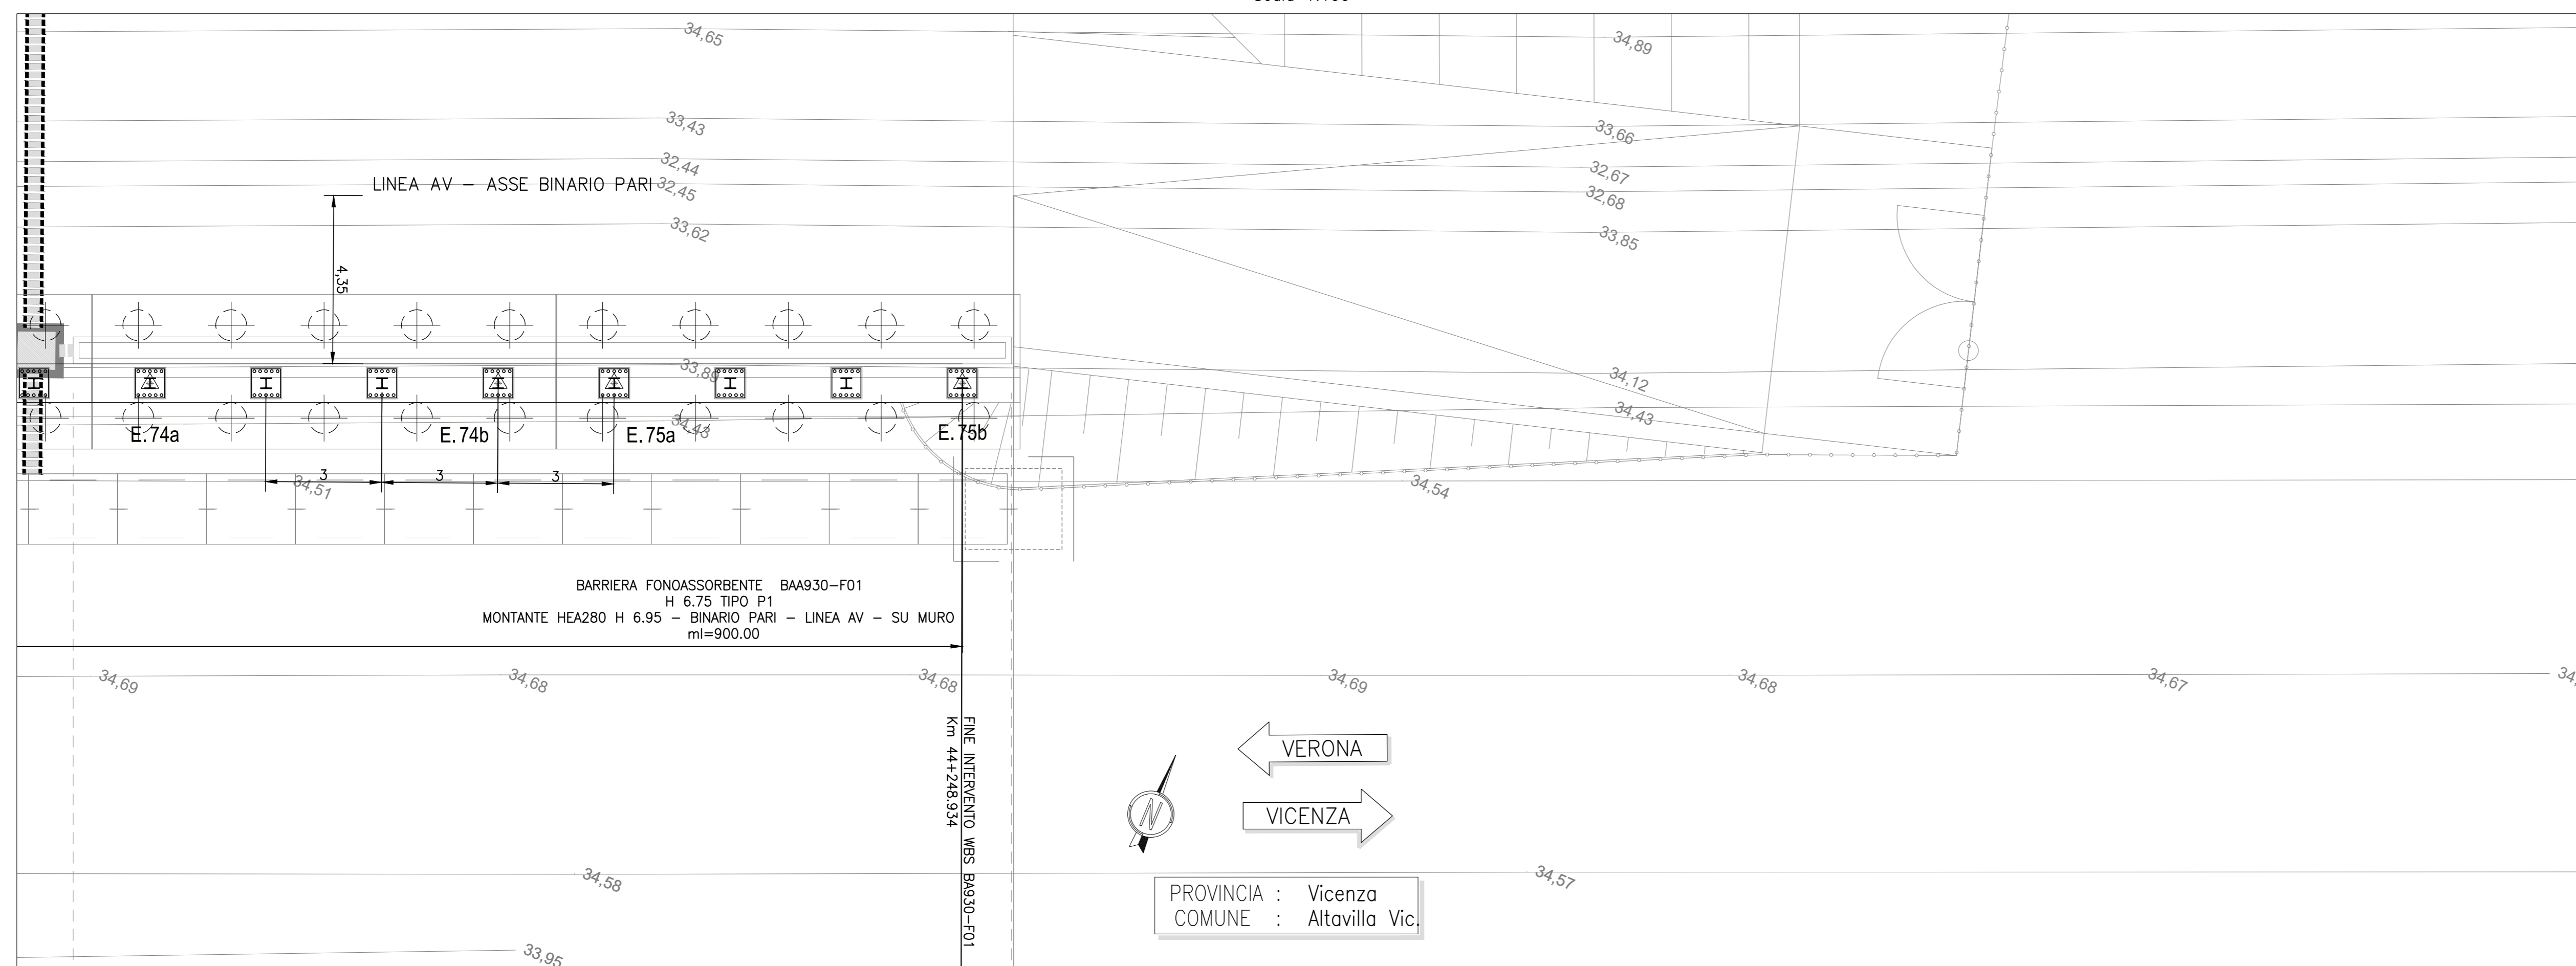 34,65
34,89
33,43
33,66
32,44
32,67
LINEA AV - ASSE BINARIO PARI
32,45
32,68
33,62
33,85
4,35
33,89
34,12
34,43
34,43
E.74a
E.74b
E.75a
E.75b
3
3
3
34,51
34,54
BARRIERA FONOASSORBENTE BAA930-F01
H 6.75 TIPO P1
MONTANTE HEA280 H 6.95 - BINARIO PARI - LINEA AV - SU MURO
ml=900.00
34,69
34,68
34,68
34,69
34,68
34,67
FINE INTERVENTO WBS BA930-F01
Km 44+248.934
VERONA
N
VICENZA
34,58
34,57
PROVINCIA : Vicenza
COMUNE : Altavilla Vic.
33,95